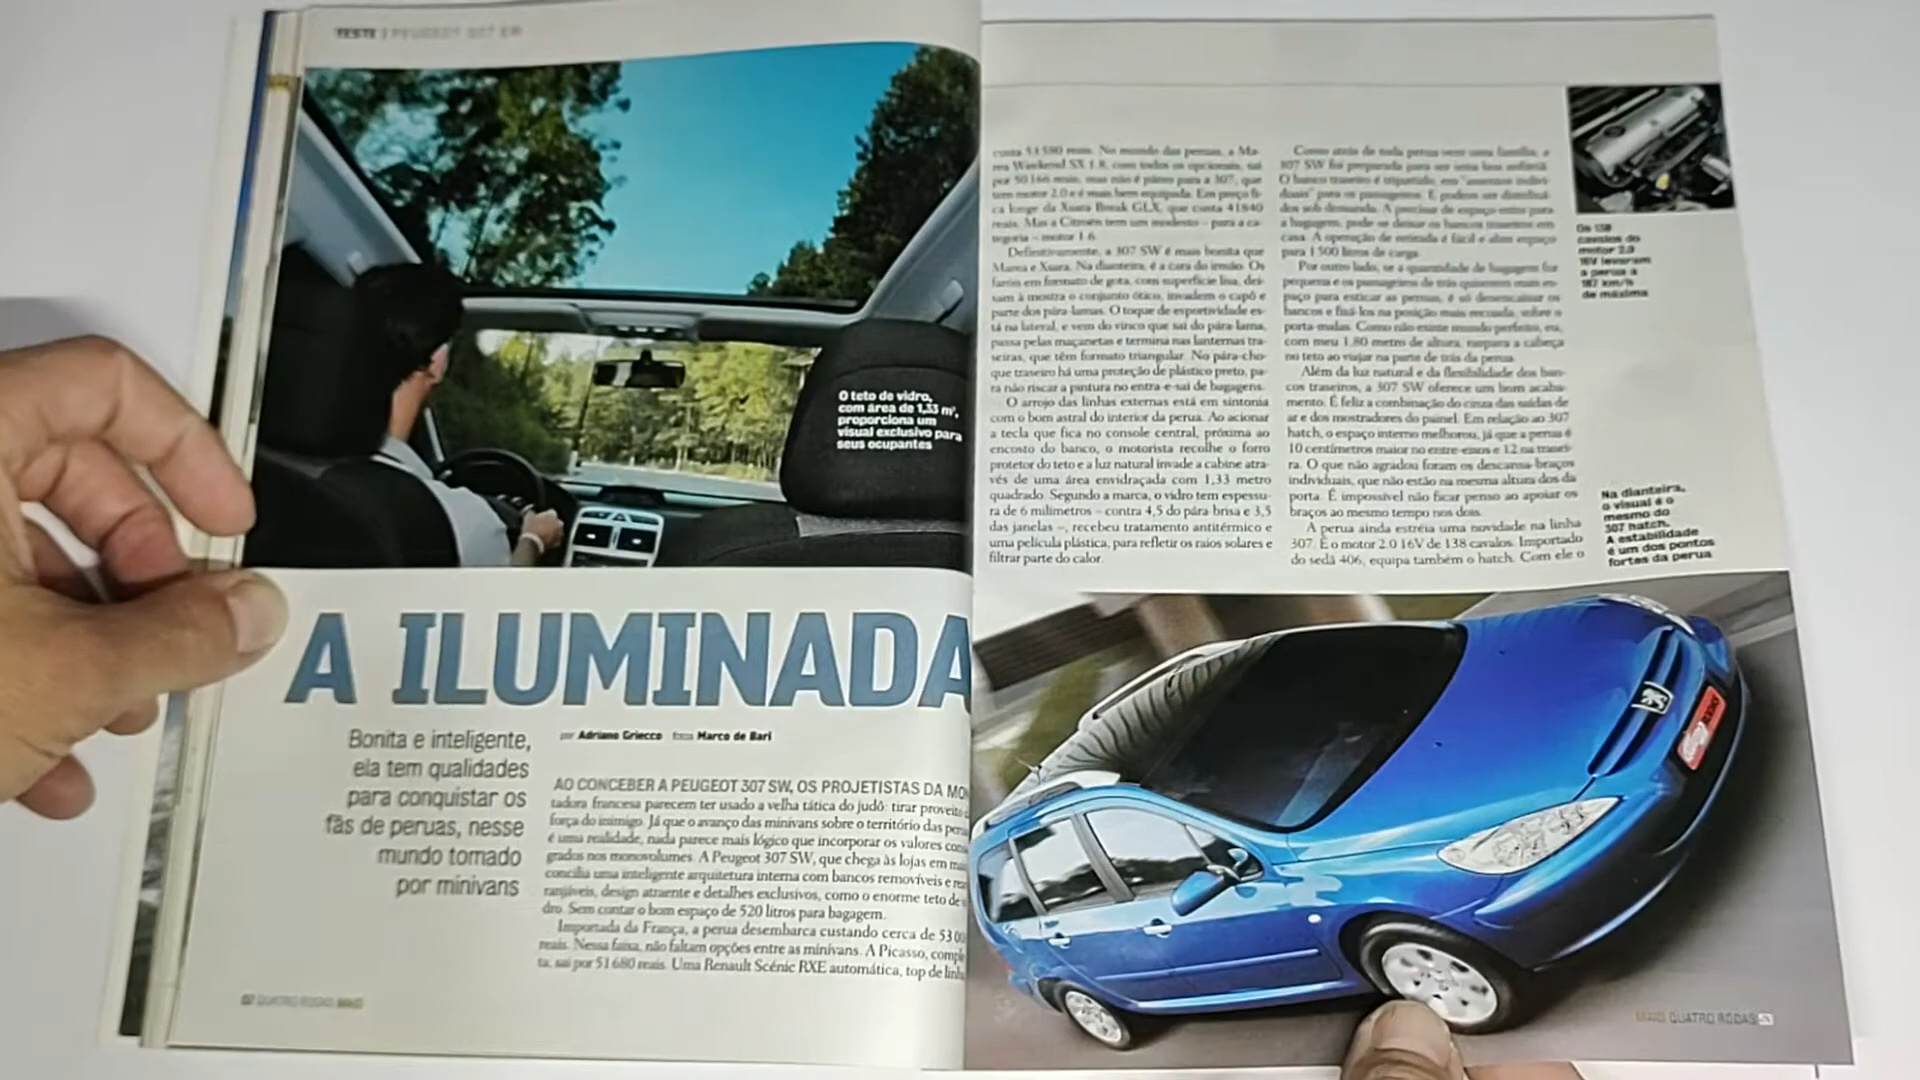 TESTE | PEUGEOT 307 SW
O teto de vidro,
com área de 1,33 m²,
proporciona um
visual exclusivo para
seus ocupantes
A ILUMINADA
Bonita e inteligente,
ela tem qualidades
para conquistar os
fãs de peruas, nesse
mundo tomado
por minivans
por Adriano Griecco fotos Marco de Bari
AO CONCEBER A PEUGEOT 307 SW, OS PROJETISTAS DA MON
tadora francesa parecem ter usado a velha tática do judô: tirar proveito
força do inimigo. Já que o avanço das minivans sobre o território das
é uma realidade, nada parece mais lógico que incorporar os valores
grados nos monovolumes. A Peugeot 307 SW, que chega às lojas em
concilia uma inteligente arquitetura interna com bancos removíveis e
ranjáveis, design atraente e detalhes exclusivos, como o enorme teto de
dro. Sem contar o bom espaço de 520 litros para bagagem.
Importada da França, a perua desembarca custando cerca de 53 000
reais. Nessa faixa, não faltam opções entre as minivans. A Picasso,
ta, sai por 51 680 reais. Uma Renault Scénic RXE automática, top de linha
QUATRO RODAS MAIO
custa 51 580 reais. No mundo das peruas, a Ma-
rea Weekend SX 1.8, com todos os opcionais, sai
por 50 166 reais, mas não é páreo para a 307, que
tem motor 2.0 e é mais bem equipada. Em preço fi-
ca longe da Xsara Break GLX, que custa 41 840
reais. Mas a Citroën tem um modesto – para a ca-
tegoria – motor 1.6.
Definitivamente, a 307 SW é mais bonita que
Marea e Xsara. Na dianteira, é a cara do irmão. Os
faróis em formato de gota, com superfície lisa, dei-
xam à mostra o conjunto ótico, invadem o capô e
parte dos pára-lamas. O toque de esportividade es-
tá na lateral, e vem do vinco que sai do pára-lama,
passa pelas maçanetas e termina nas lanternas tra-
seiras, que têm formato triangular. No pára-cho-
que traseiro há uma proteção de plástico preto, pa-
ra não riscar a pintura no entra-e-sai de bagagens.
O arrojo das linhas externas está em sintonia
com o bom astral do interior da perua. Ao acionar
a tecla que fica no console central, próxima ao
encosto do banco, o motorista recolhe o forro
protetor do teto e a luz natural invade a cabine atra-
vés de uma área envidraçada com 1,33 metro
quadrado. Segundo a marca, o vidro tem espessu-
ra de 6 milímetros – contra 4,5 do pára-brisa e 3,5
das janelas –, recebeu tratamento antitérmico e
uma película plástica, para refletir os raios solares e
filtrar parte do calor.
Como atrás de toda perua vem uma família, a
307 SW foi preparada para ser uma boa anfitriã.
O banco traseiro é tripartido, em "assentos indivi-
duais" para os passageiros. E podem ser distribuí-
dos sob demanda. A precisar de espaço extra para
a bagagem, pode-se deixar os bancos traseiros em
casa. A operação de retirada é fácil e abre espaço
para 1 500 litros de carga.
Por outro lado, se a quantidade de bagagem for
pequena e os passageiros de trás quiserem mais es-
paço para esticar as pernas, é só desencaixar os
bancos e fixá-los na posição mais recuada, sobre o
porta-malas. Como não existe mundo perfeito, eu,
com meu 1,80 metro de altura, raspava a cabeça
no teto ao viajar na parte de trás da perua.
Além da luz natural e da flexibilidade dos ban-
cos traseiros, a 307 SW oferece um bom acaba-
mento. É feliz a combinação do cinza das saídas de
ar e dos mostradores do painel. Em relação ao 307
hatch, o espaço interno melhorou, já que a perua é
10 centímetros maior no entre-eixos e 12 na trasei-
ra. O que não agradou foram os descansa-braços
individuais, que não estão na mesma altura dos da
porta. É impossível não ficar penso ao apoiar os
braços ao mesmo tempo nos dois.
A perua ainda estréia uma novidade na linha
307. É o motor 2.0 16V de 138 cavalos. Importado
do sedã 406, equipa também o hatch. Com ele o
Os 138
cavalos do
motor 2.0
16V levaram
a perua a
187 km/h
de máxima
Na dianteira,
o visual é o
mesmo do
307 hatch.
A estabilidade
é um dos pontos
fortes da perua
MAIO QUATRO RODAS